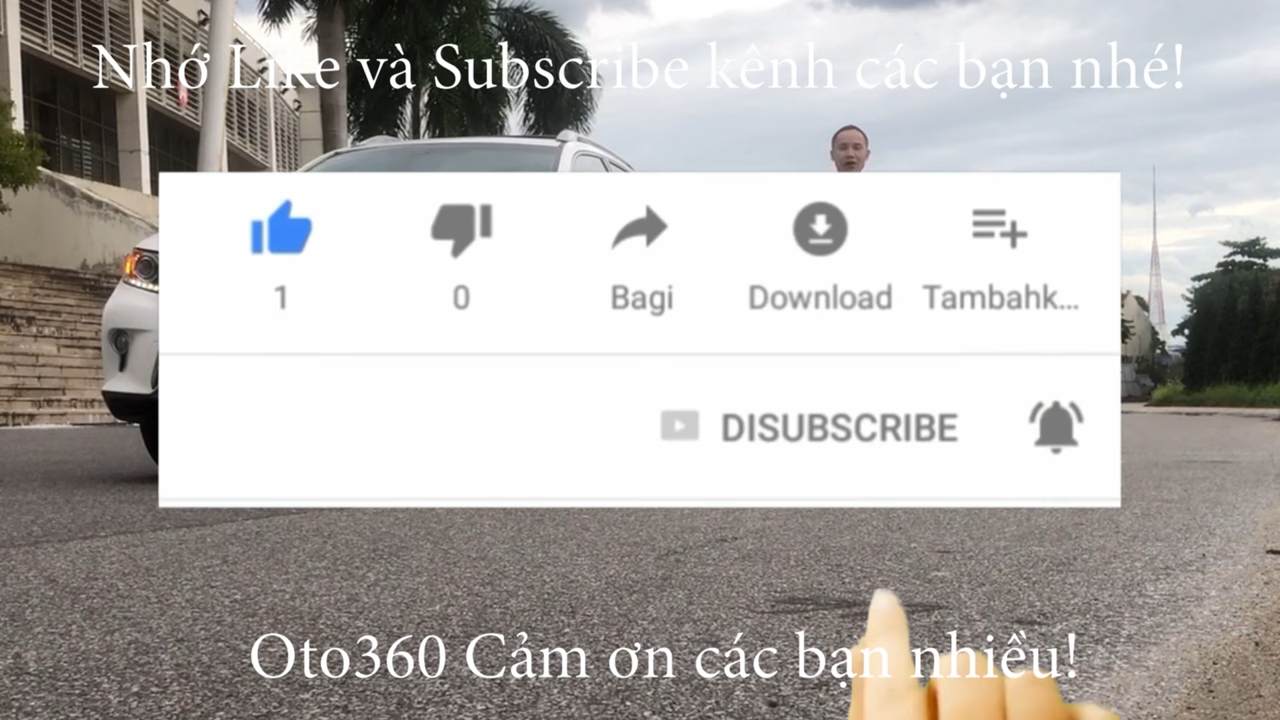 Nhớ Like và Subscribe kênh các bạn nhé!
1 0 Bagi Download Tambahk...
DISUBSCRIBE
Oto360 Cảm ơn các bạn nhiều!